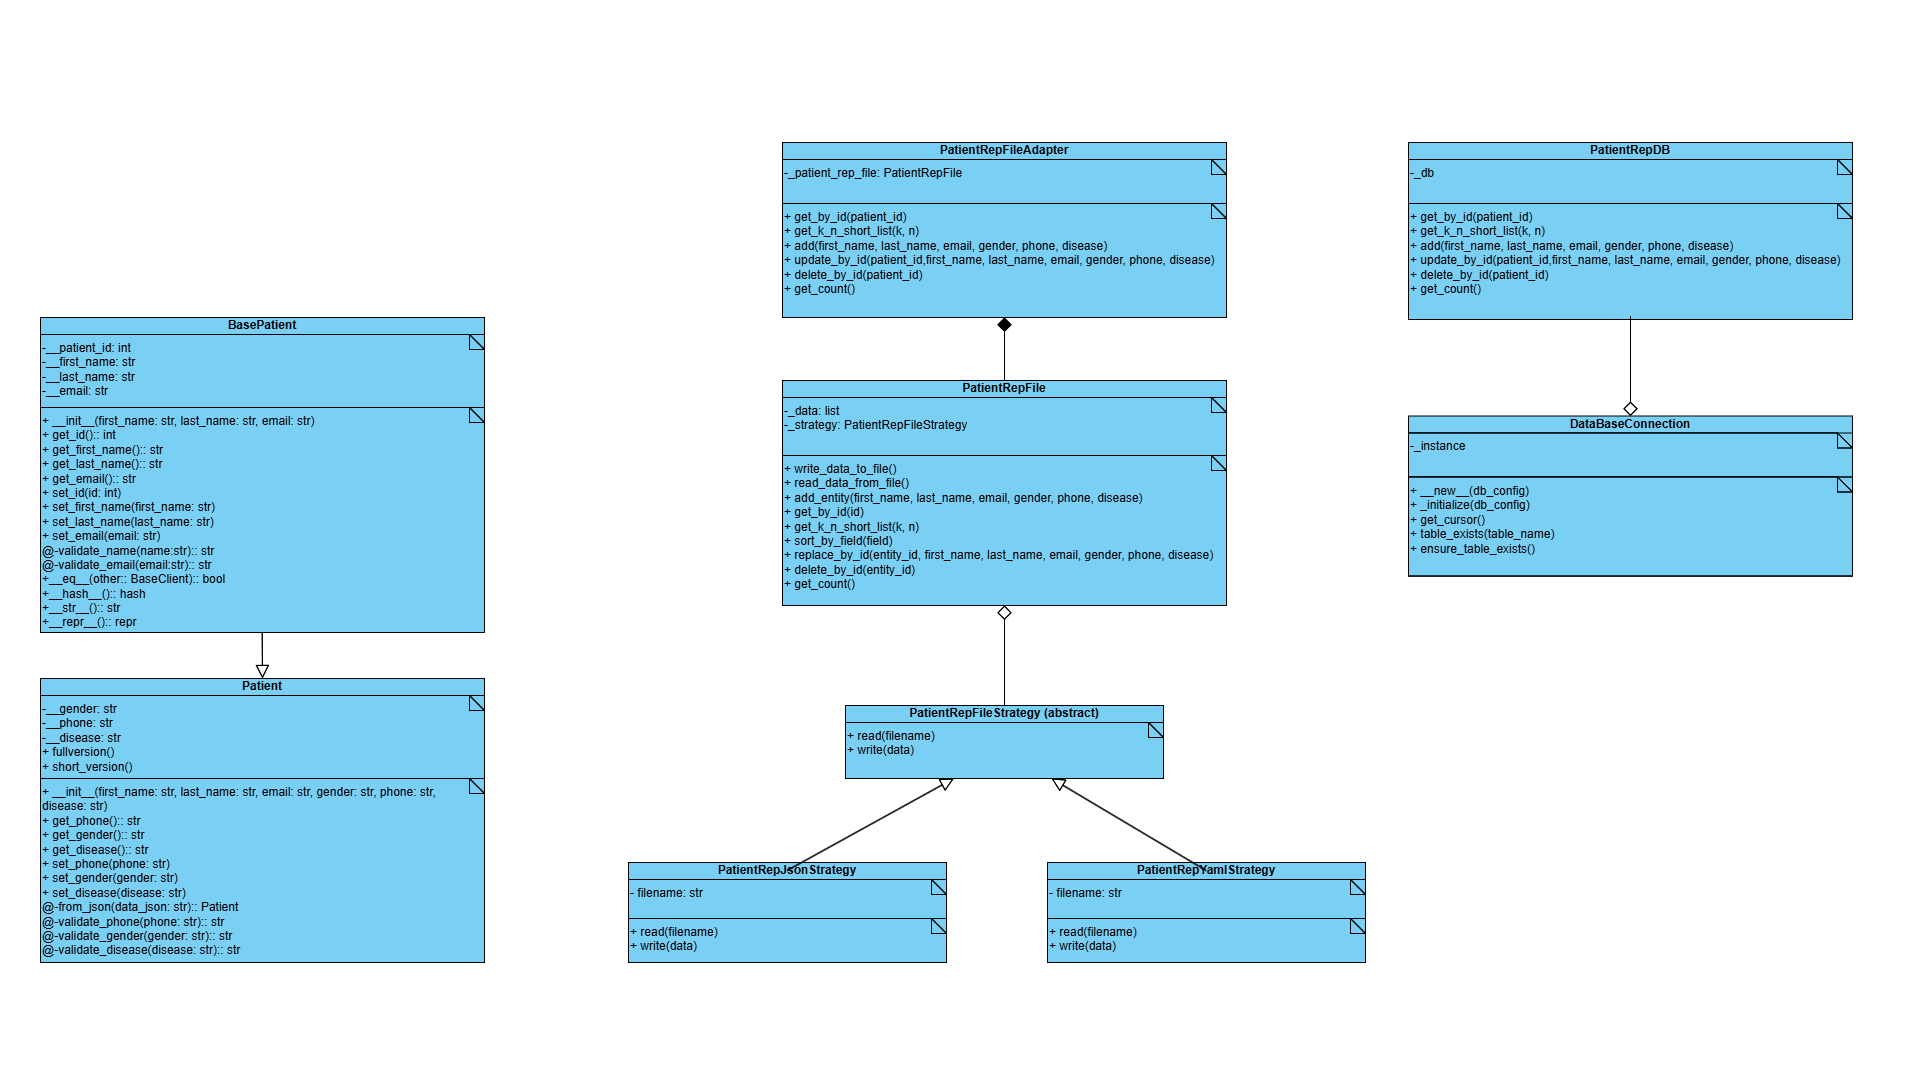 PatientRepFileAdapter
-_patient_rep_file: PatientRepFile
+ get_by_id(patient_id)
+ get_k_n_short_list(k, n)
+ add(first_name, last_name, email, gender, phone, disease)
+ update_by_id(patient_id,first_name, last_name, email, gender, phone, disease)
+ delete_by_id(patient_id)
+ get_count()
PatientRepDB
-_db
+ get_by_id(patient_id)
+ get_k_n_short_list(k, n)
+ add(first_name, last_name, email, gender, phone, disease)
+ update_by_id(patient_id,first_name, last_name, email, gender, phone, disease)
+ delete_by_id(patient_id)
+ get_count()
BasePatient
-__patient_id: int
-__first_name: str
-__last_name: str
-__email: str
+ __init__(first_name: str, last_name: str, email: str)
+ get_id():: int
+ get_first_name():: str
+ get_last_name():: str
+ get_email():: str
+ set_id(id: int)
+ set_first_name(first_name: str)
+ set_last_name(last_name: str)
+ set_email(email: str)
@-validate_name(name:str):: str
@-validate_email(email:str):: str
+__eq__(other:: BaseClient):: bool
+__hash__():: hash
+__str__():: str
+__repr__():: repr
PatientRepFile
-_data: list
-_strategy: PatientRepFileStrategy
+ write_data_to_file()
+ read_data_from_file()
+ add_entity(first_name, last_name, email, gender, phone, disease)
+ get_by_id(id)
+ get_k_n_short_list(k, n)
+ sort_by_field(field)
+ replace_by_id(entity_id, first_name, last_name, email, gender, phone, disease)
+ delete_by_id(entity_id)
+ get_count()
DataBaseConnection
-_instance
+ __new__(db_config)
+ _initialize(db_config)
+ get_cursor()
+ table_exists(table_name)
+ ensure_table_exists()
Patient
-__gender: str
-__phone: str
-__disease: str
+ fullversion()
+ short_version()
+ __init__(first_name: str, last_name: str, email: str, gender: str, phone: str,
disease: str)
+ get_phone():: str
+ get_gender():: str
+ get_disease():: str
+ set_phone(phone: str)
+ set_gender(gender: str)
+ set_disease(disease: str)
@-from_json(data_json: str):: Patient
@-validate_phone(phone: str):: str
@-validate_gender(gender: str):: str
@-validate_disease(disease: str):: str
PatientRepFileStrategy (abstract)
+ read(filename)
+ write(data)
PatientRepJsonStrategy
- filename: str
+ read(filename)
+ write(data)
PatientRepYamlStrategy
- filename: str
+ read(filename)
+ write(data)